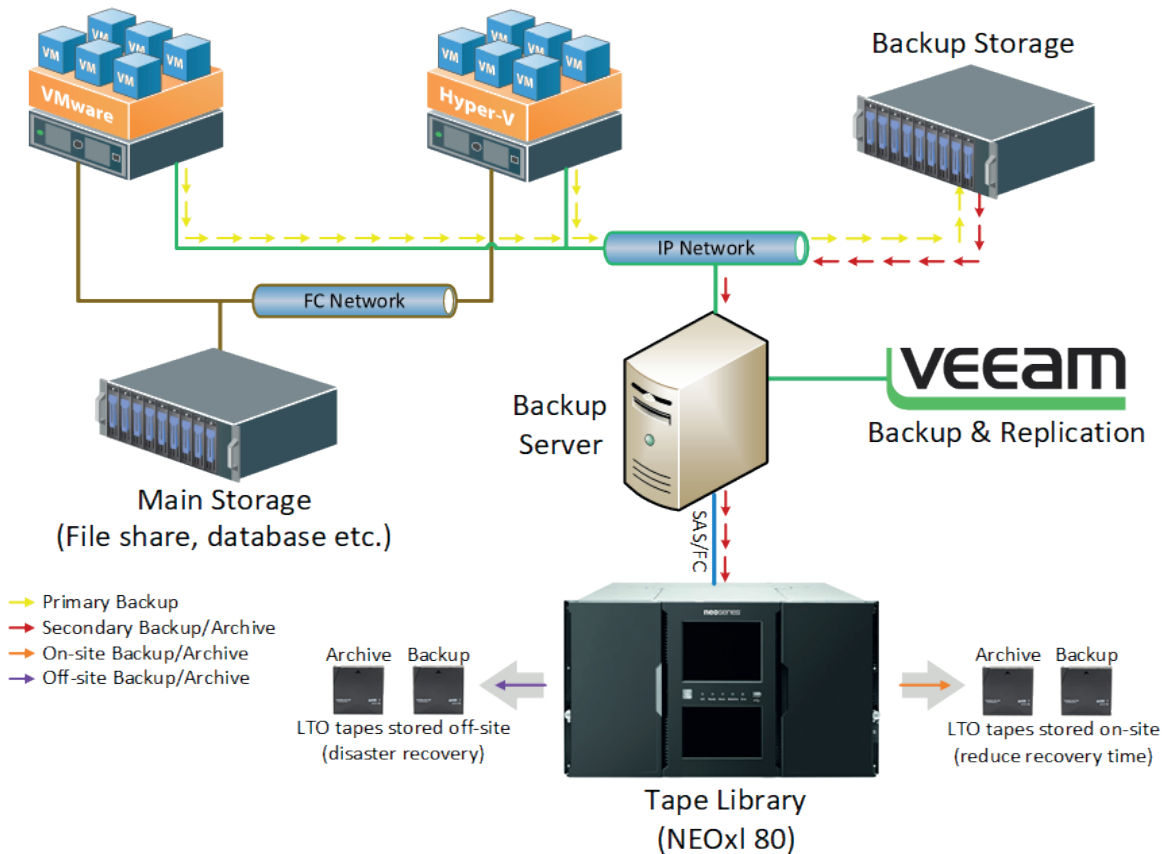 VM
VM
VM
VM
VM
VM
VMware
VM
VM
VM
VM
VM
VM
Hyper-V
Backup Storage
IP Network
FC Network
Main Storage
(File share, database etc.)
Backup
Server
veeam
Backup & Replication
SAS/FC
Primary Backup
Secondary Backup/Archive
On-site Backup/Archive
Off-site Backup/Archive
Archive Backup
LTO tapes stored off-site
(disaster recovery)
neoseries
Archive Backup
LTO tapes stored on-site
(reduce recovery time)
Tape Library
(NEOxl 80)